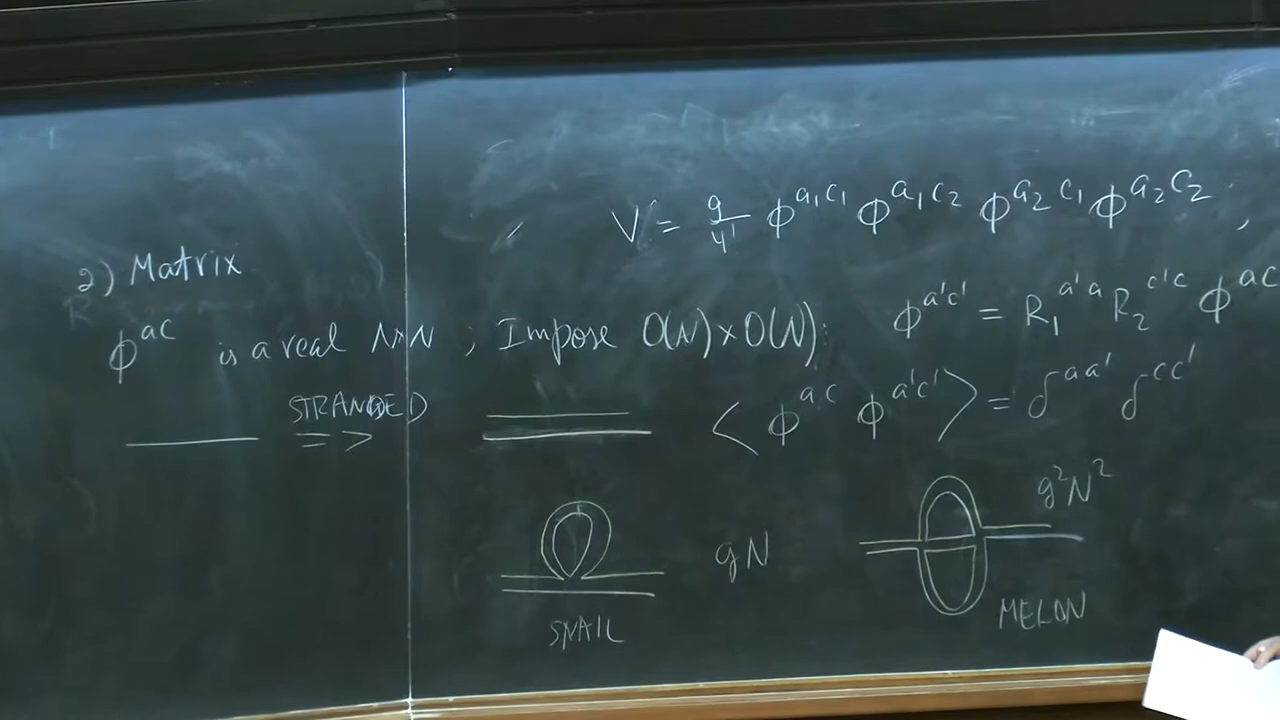 V = g/4! ϕ^{a₁c₁} ϕ^{a₁c₂} ϕ^{a₂c₁} ϕ^{a₂c₂} ,
2) Matrix
ϕ^{ac} is a real N×N ; Impose O(N)×O(N): ϕ^{a'c'} = R₁^{a'a} R₂^{c'c} ϕ^{ac}
STRANDED
=> <ϕ^{ac} ϕ^{a'c'}> = δ^{aa'} δ^{cc'}
g²N²
gN
SNAIL
MELON